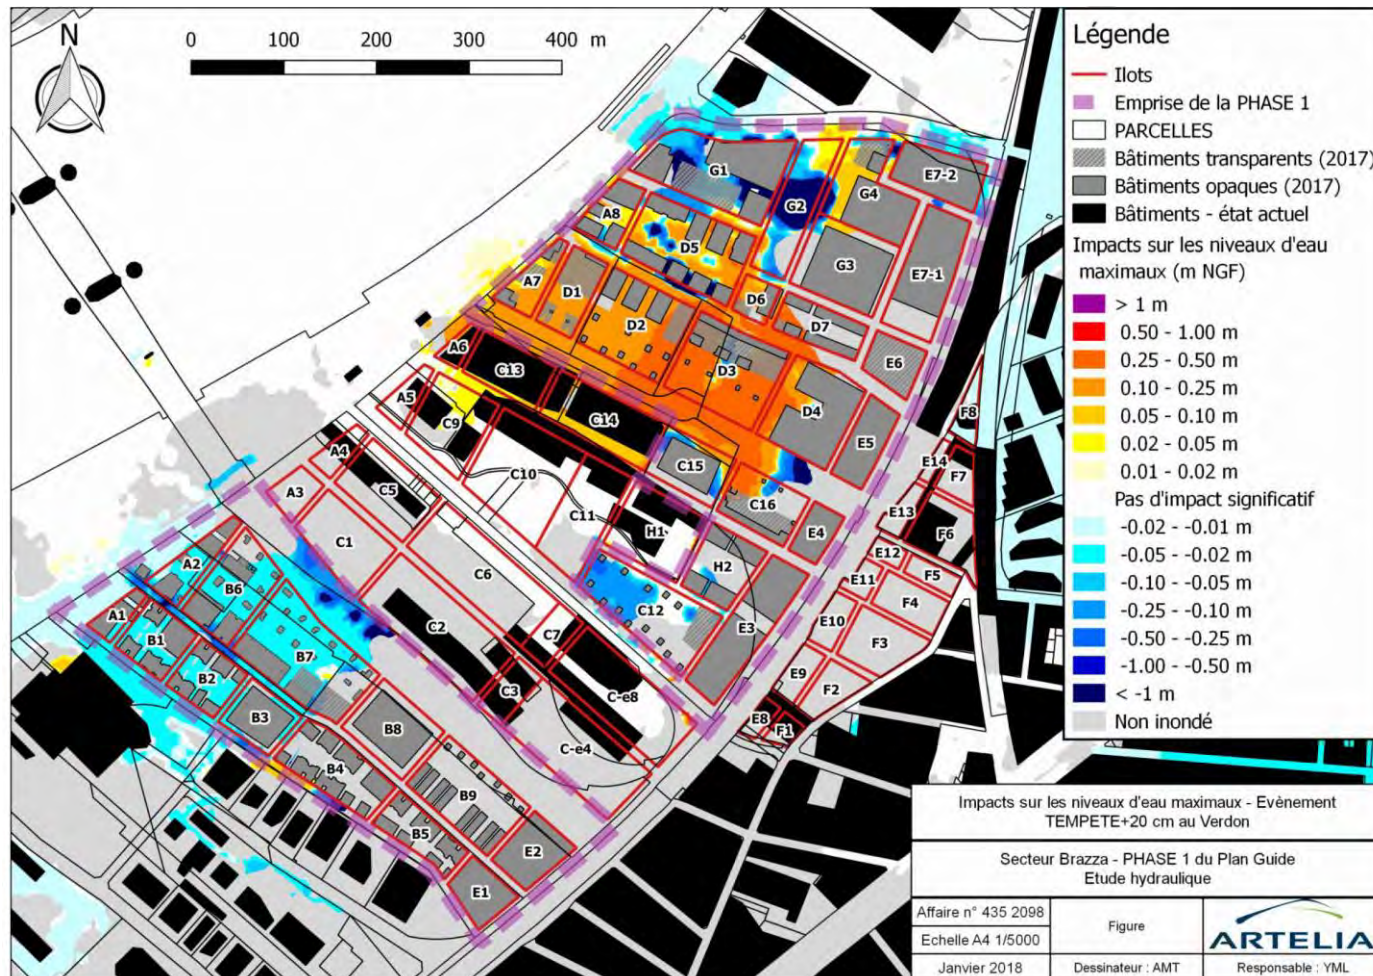 N
0 100 200 300 400 m
Légende
Ilots
Emprise de la PHASE 1
PARCELLES
Bâtiments transparents (2017)
Bâtiments opaques (2017)
Bâtiments - état actuel
Impacts sur les niveaux d'eau
maximaux (m NGF)
> 1 m
0.50 - 1.00 m
0.25 - 0.50 m
0.10 - 0.25 m
0.05 - 0.10 m
0.02 - 0.05 m
0.01 - 0.02 m
Pas d'impact significatif
-0.02 - -0.01 m
-0.05 - -0.02 m
-0.10 - -0.05 m
-0.25 - -0.10 m
-0.50 - -0.25 m
-1.00 - -0.50 m
< -1 m
Non inondé
G1
E7-2
G4
G2
A8
D5
G3
E7-1
A7
D1
D6
D2
D7
A6
C13
D3
E6
A5
C14
D4
F8
C9
E5
A4
C15
E14
F7
C10
C5
A3
C16
C11
E13
H1
E4
F6
C1
A2
E12
C6
H2
F5
B6
E11
C12
F4
A1
C2
E10
B1
C7
E3
F3
B7
B2
E9
C3
F2
C-e8
B3
B8
E8
F1
C-e4
B4
B9
B5
E2
E1
Impacts sur les niveaux d'eau maximaux - Evènement
TEMPETE+20 cm au Verdon
Secteur Brazza - PHASE 1 du Plan Guide
Etude hydraulique
Affaire n° 435 2098
Figure
Echelle A4 1/5000
ARTELIA
Janvier 2018
Dessinateur : AMT
Responsable : YML